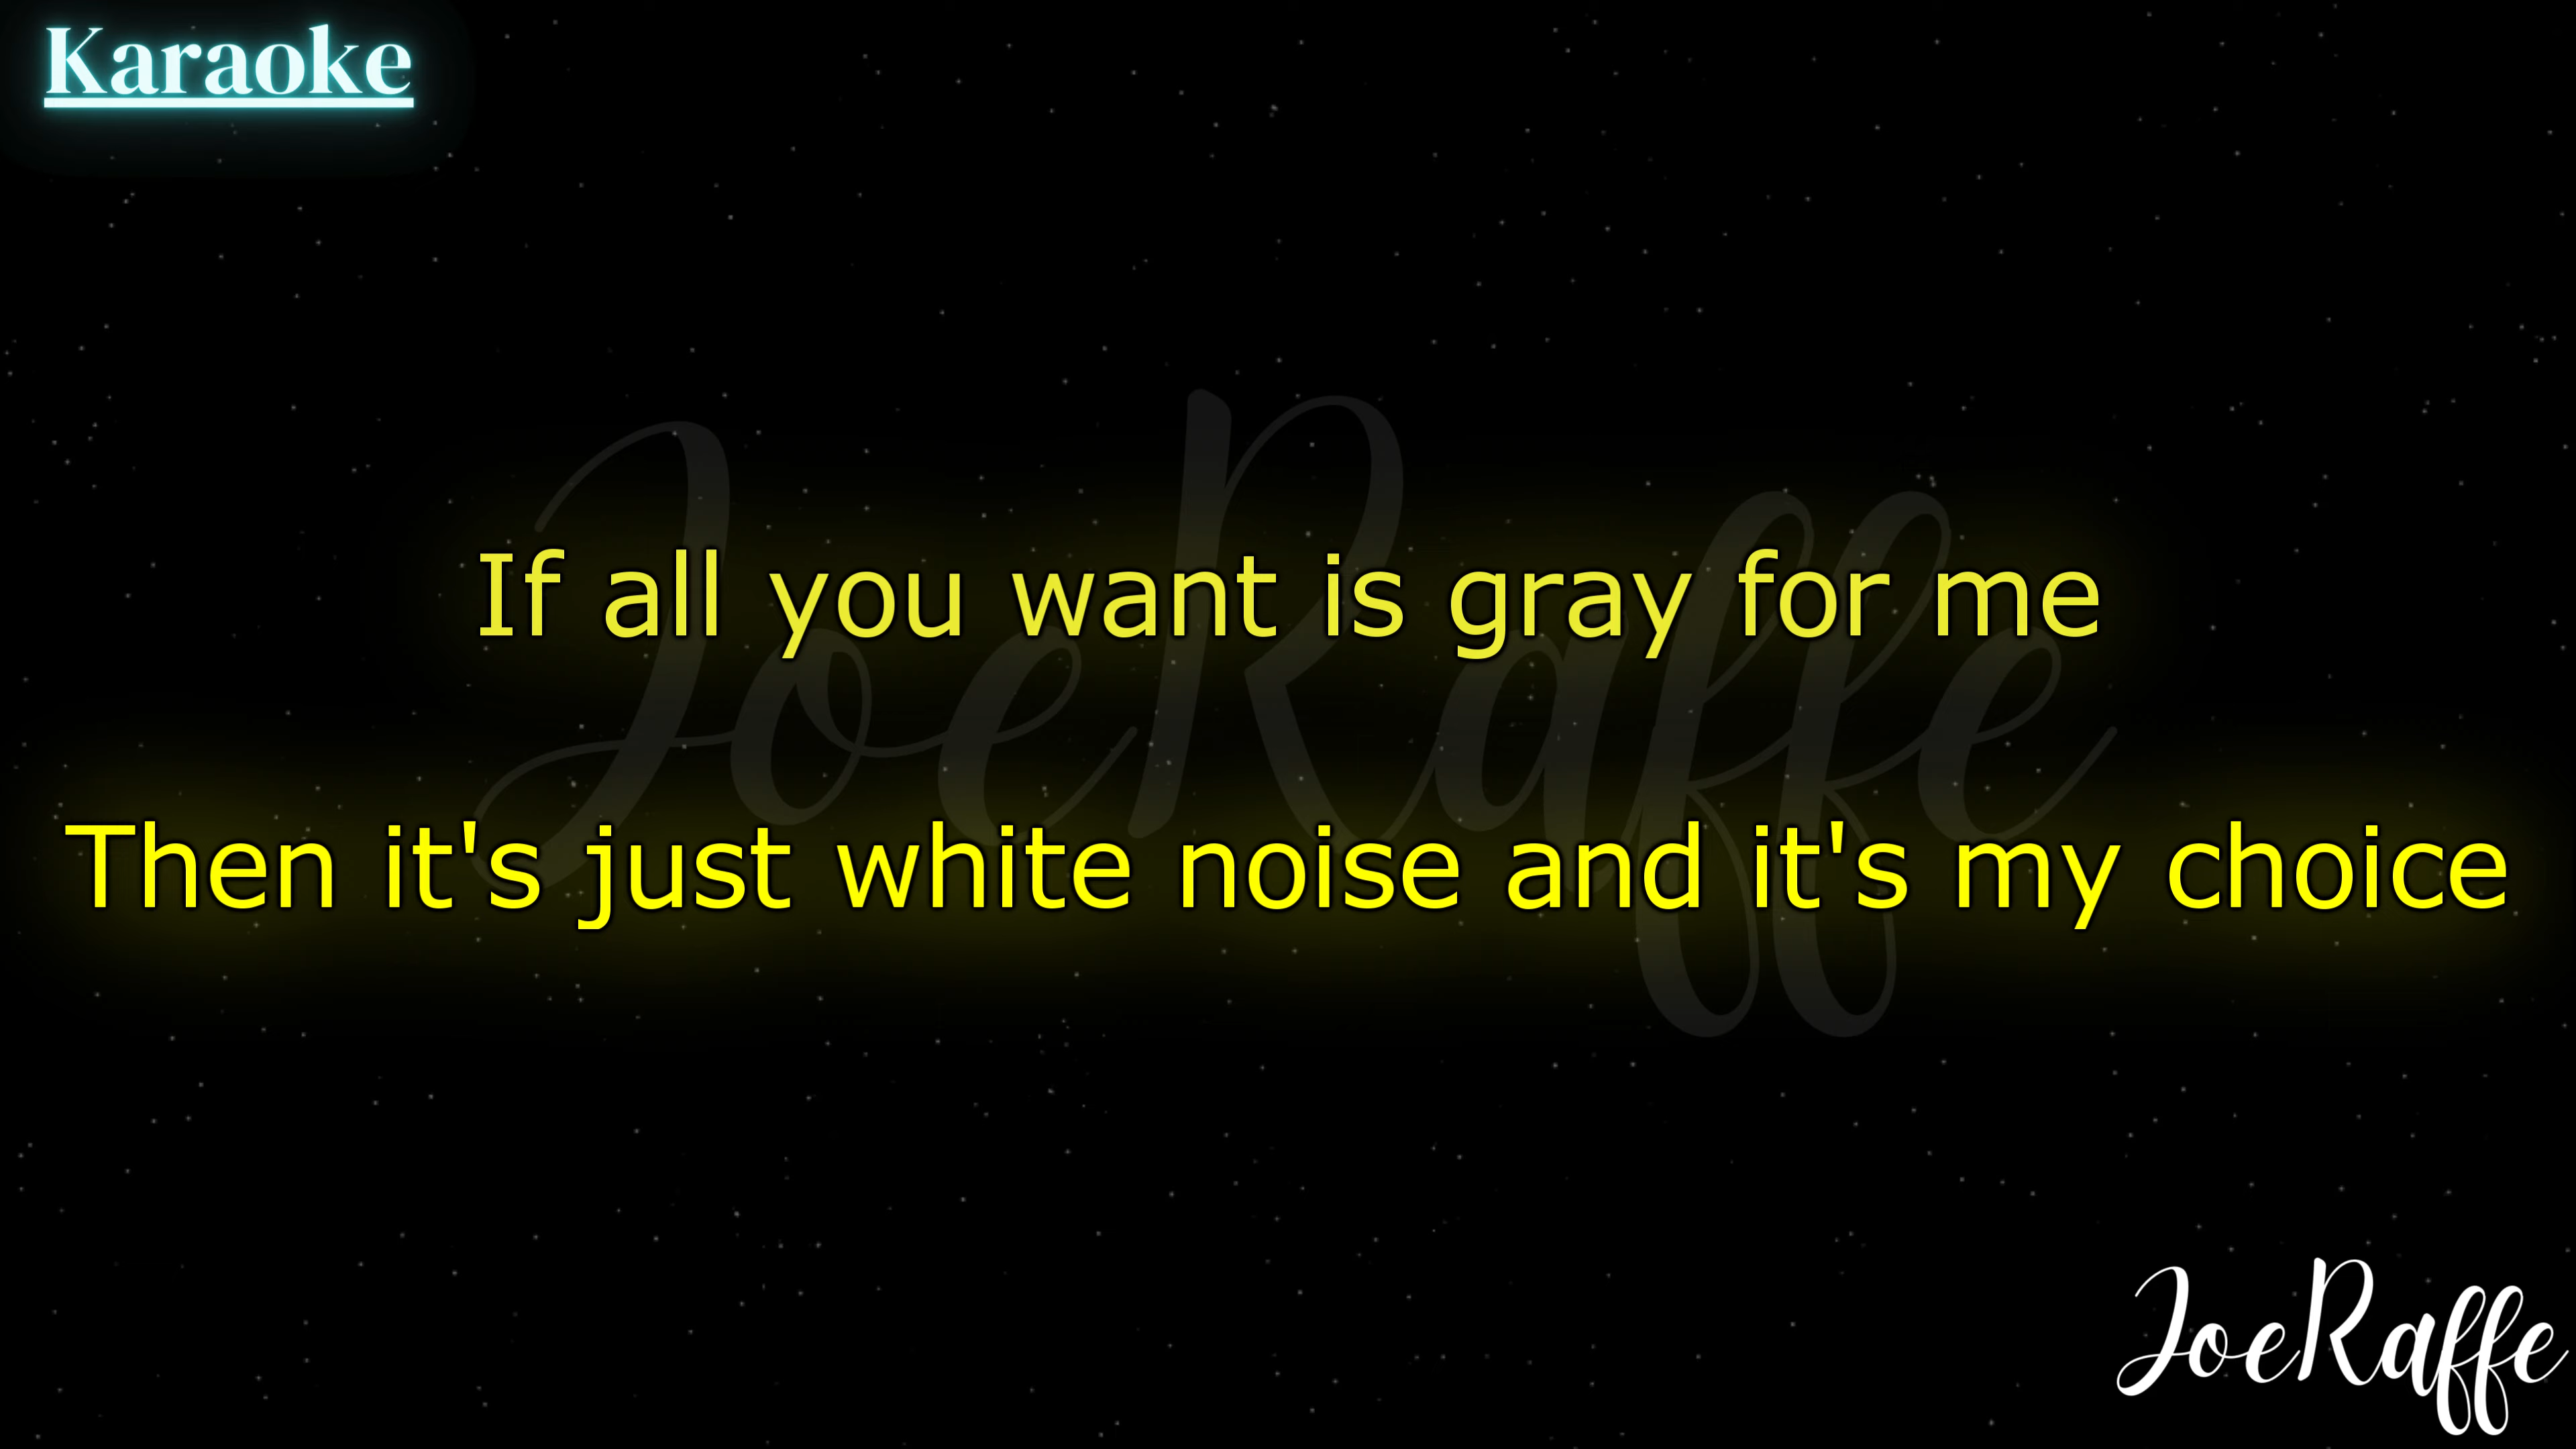 Karaoke
JoeRaffe
If all you want is gray for me
Then it's just white noise and it's my choice
JoeRaffe